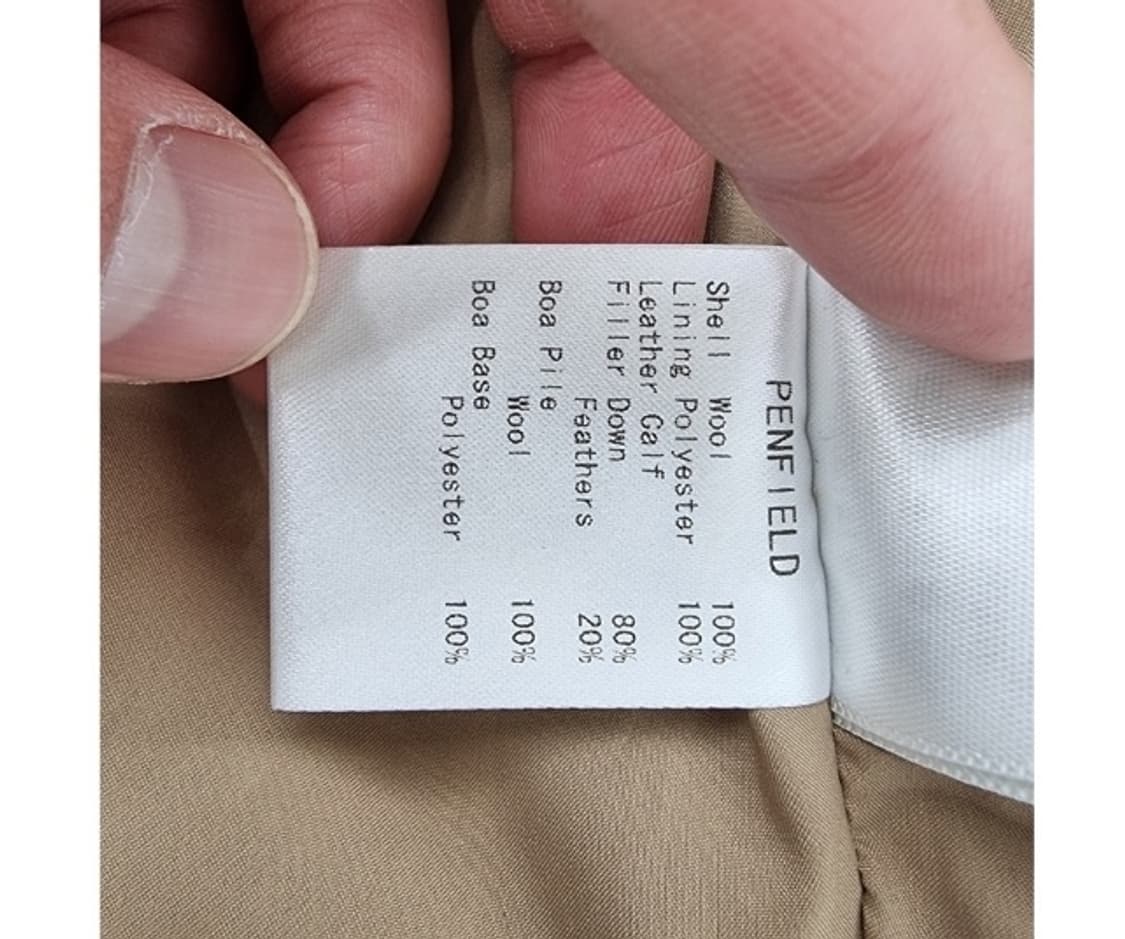 PENFIELD
Shell Wool 100%
Lining Polyester 100%
Leather Calf
Filler Down 80%
Feathers 20%
Boa Pile
Wool 100%
Boa Base
Polyester 100%